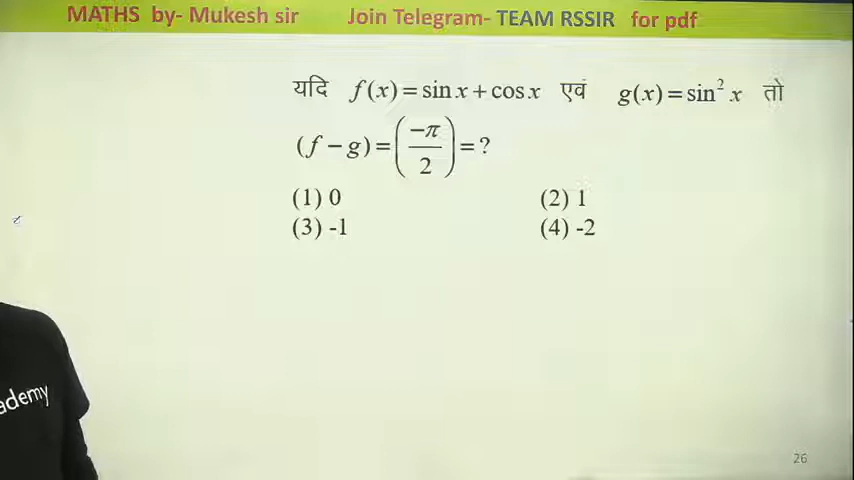 MATHS by- Mukesh sir Join Telegram- TEAM RSSIR for pdf
यदि f(x)=sin x+cos x एवं g(x)=sin² x तो
(f-g)=(-π/2)=?
(1) 0 (2) 1
(3) -1 (4) -2
ademy
26